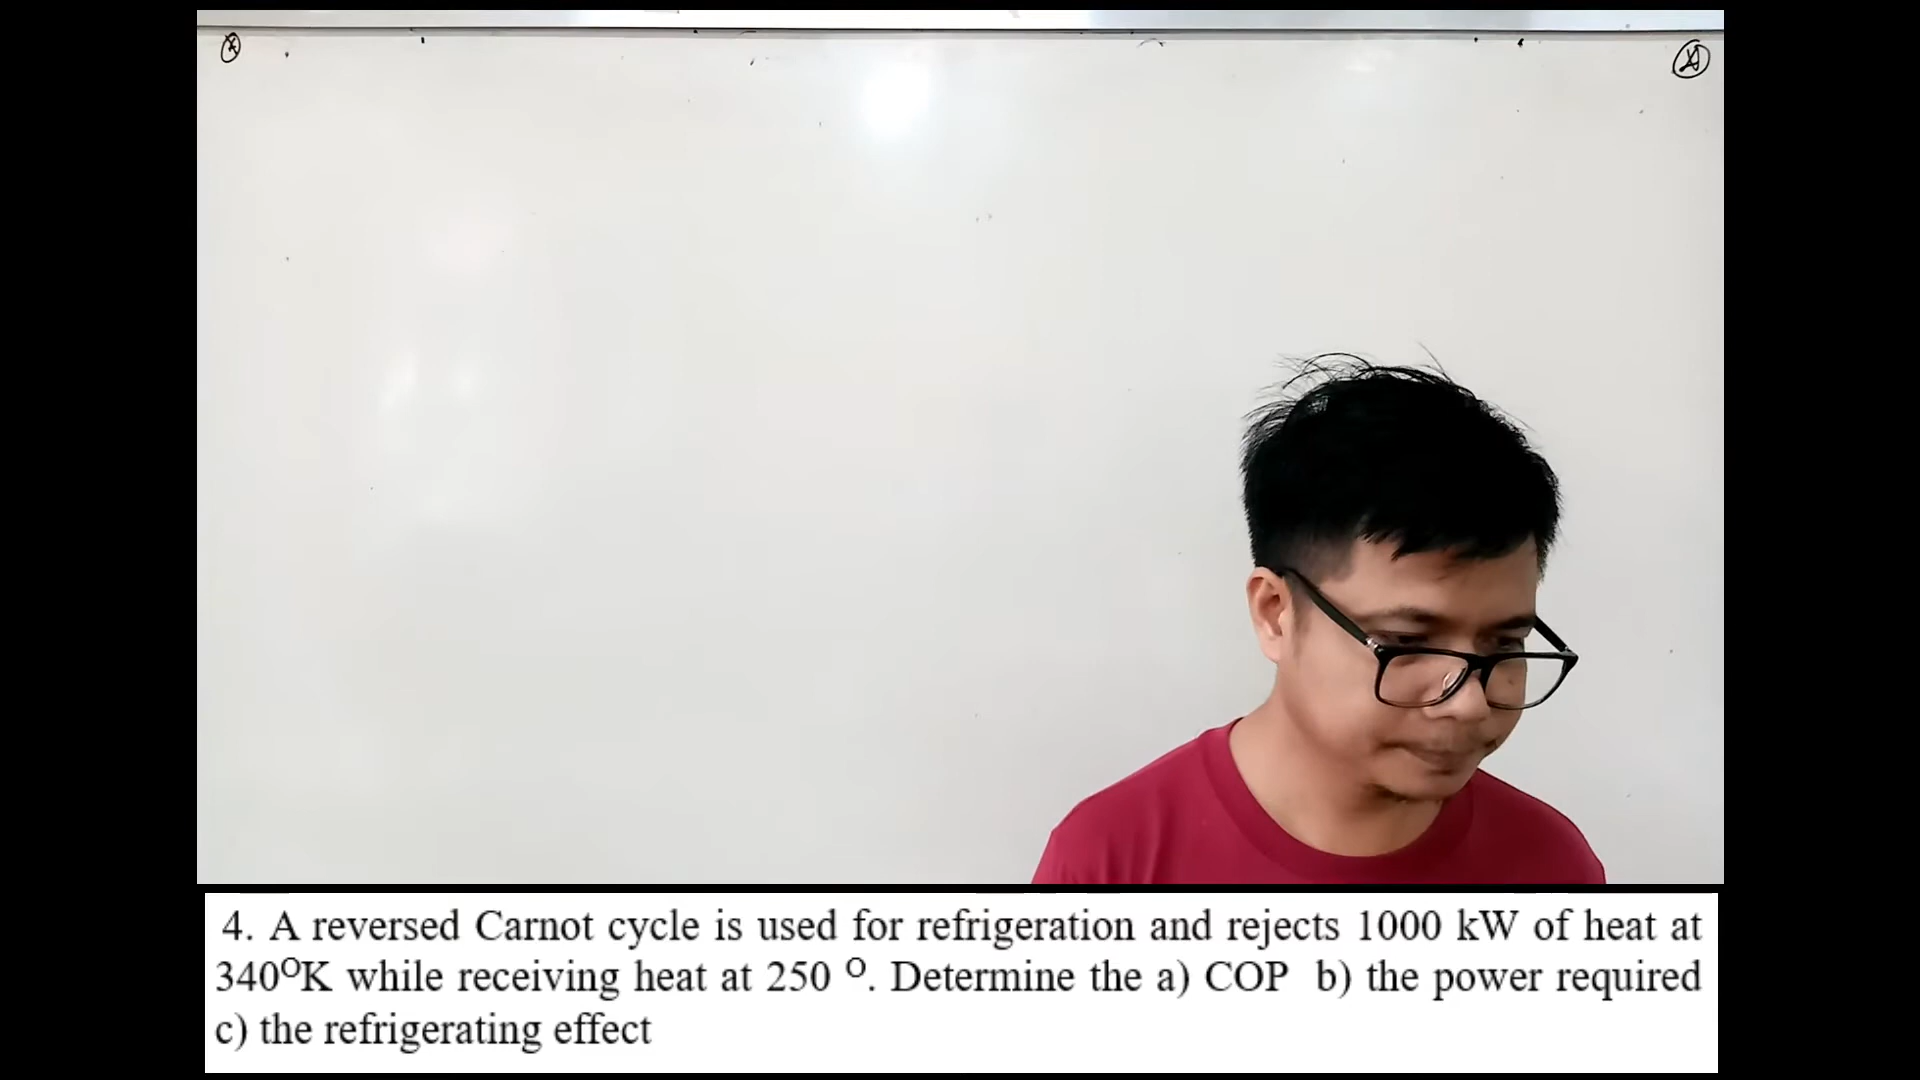 4. A reversed Carnot cycle is used for refrigeration and rejects 1000 kW of heat at
340ᴼK while receiving heat at 250 ᴼ. Determine the a) COP b) the power required
c) the refrigerating effect